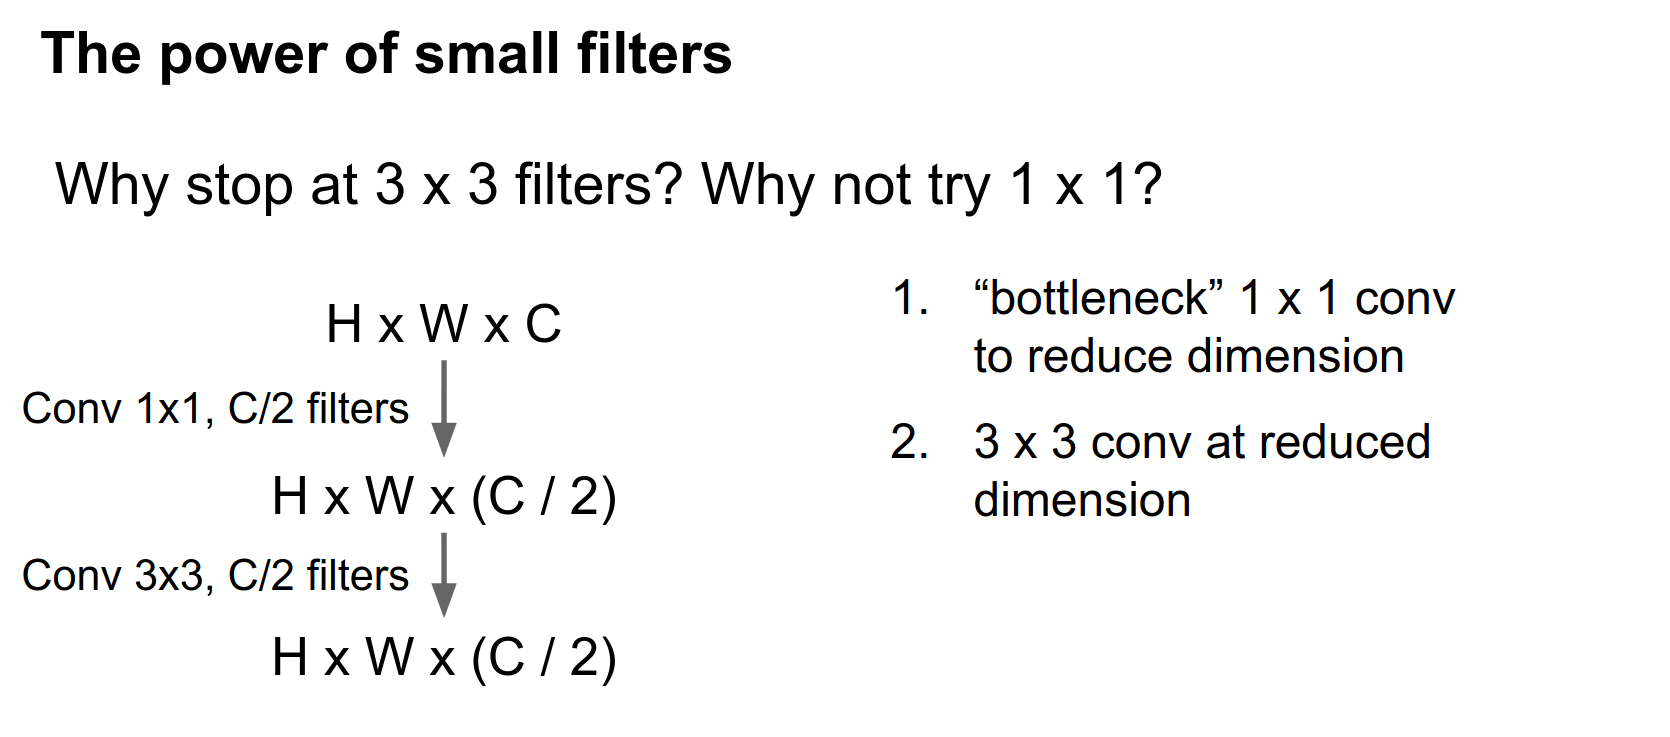 The power of small filters
Why stop at 3 x 3 filters? Why not try 1 x 1?
H x W x C
Conv 1x1, C/2 filters
H x W x (C / 2)
Conv 3x3, C/2 filters
H x W x (C / 2)
1. “bottleneck” 1 x 1 conv
to reduce dimension
2. 3 x 3 conv at reduced
dimension